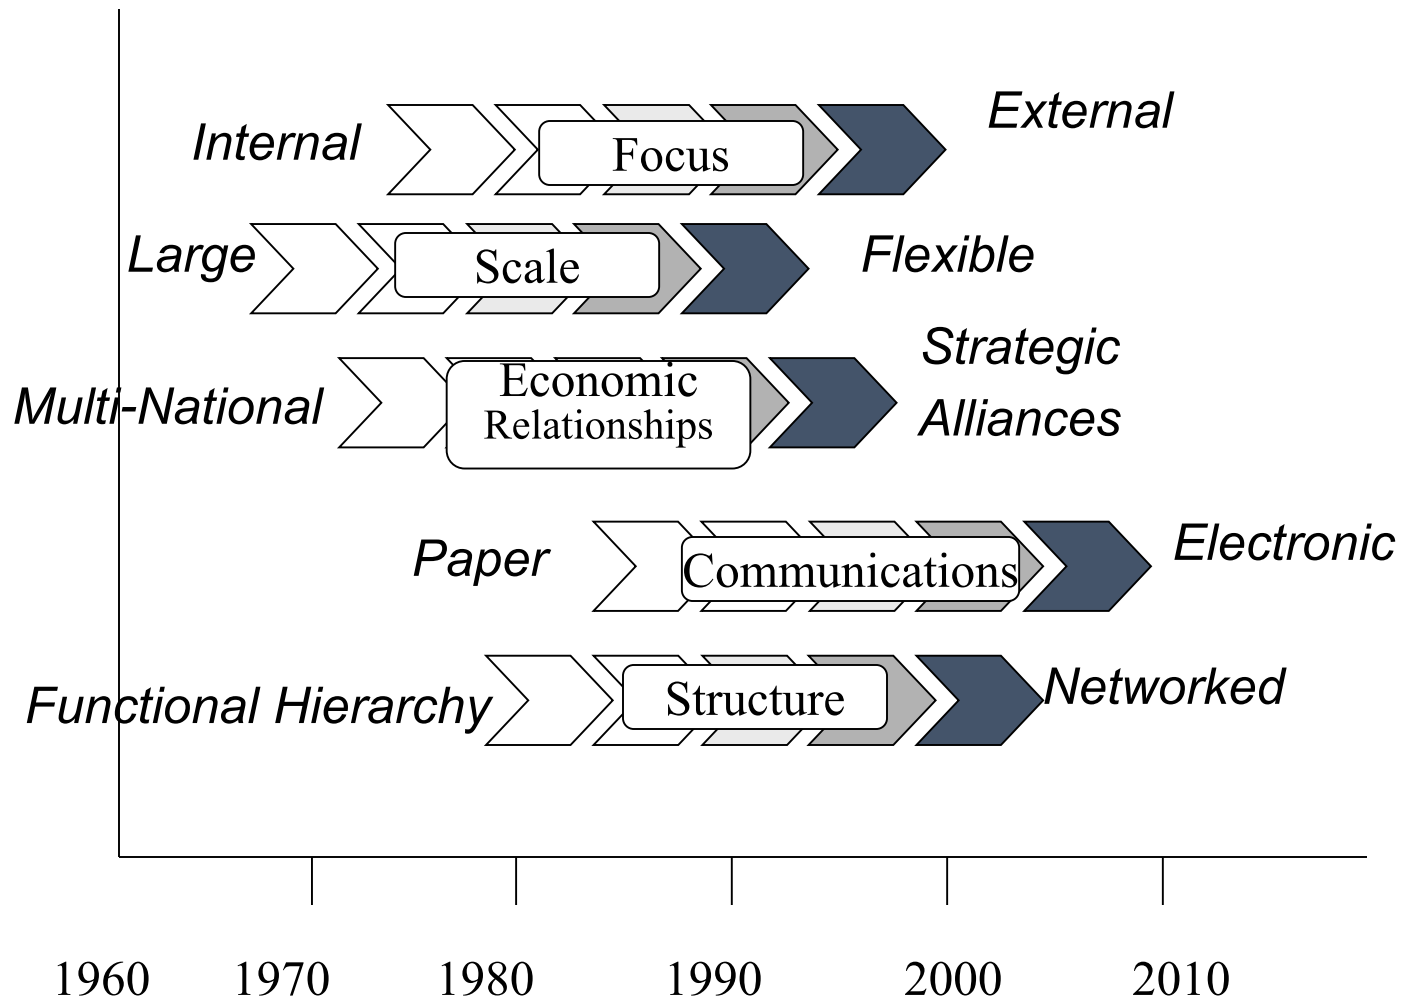 Internal
Focus
External
Large
Scale
Flexible
Multi-National
Economic
Relationships
Strategic
Alliances
Paper
Communications
Electronic
Functional Hierarchy
Structure
Networked
1960 1970 1980 1990 2000 2010